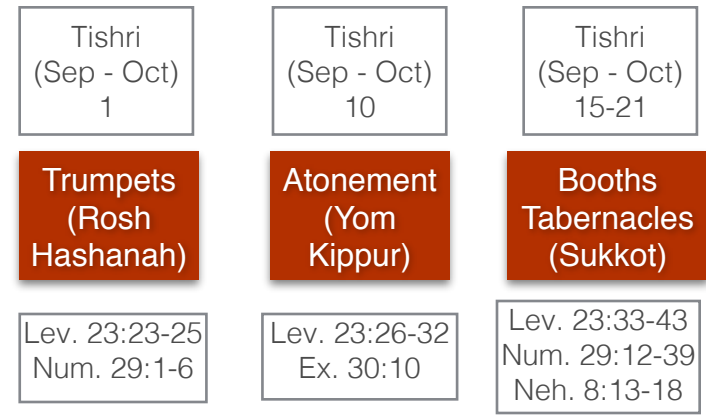 Tishri
(Sep - Oct)
1
Tishri
(Sep - Oct)
10
Tishri
(Sep - Oct)
15-21
Trumpets
(Rosh
Hashanah)
Atonement
(Yom
Kippur)
Booths
Tabernacles
(Sukkot)
Lev. 23:23-25
Num. 29:1-6
Lev. 23:26-32
Ex. 30:10
Lev. 23:33-43
Num. 29:12-39
Neh. 8:13-18